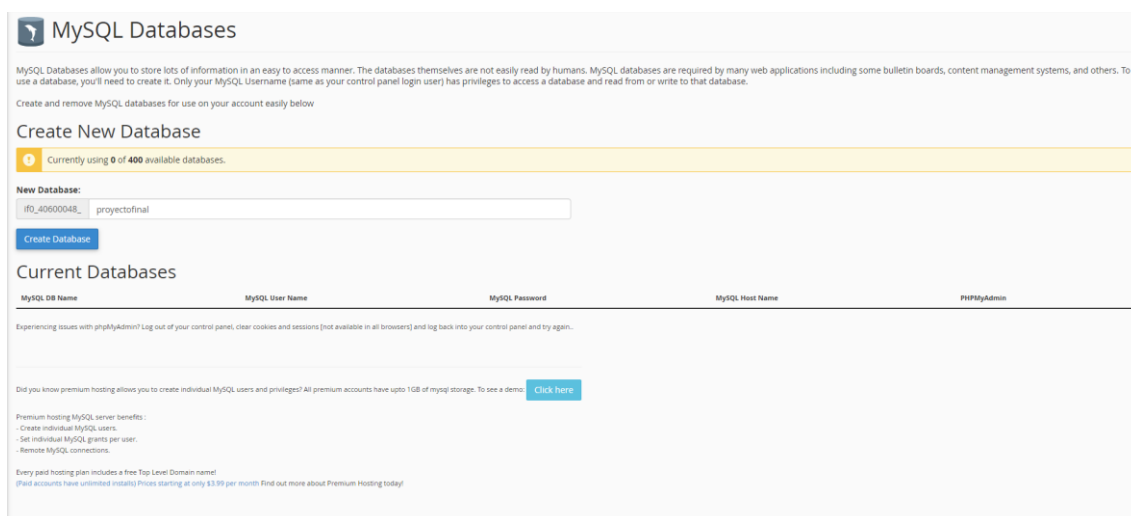 MySQL Databases
MySQL Databases allow you to store lots of information in an easy to access manner. The databases themselves are not easily read by humans. MySQL databases are required by many web applications including some bulletin boards, content management systems, and others. To
use a database, you'll need to create it. Only your MySQL Username (same as your control panel login user) has privileges to access a database and read from or write to that database.
Create and remove MySQL databases for use on your account easily below
Create New Database
Currently using 0 of 400 available databases.
New Database:
if0_40600048_ proyectofinal
Create Database
Current Databases
MySQL DB Name MySQL User Name MySQL Password MySQL Host Name PHPMyAdmin
Experiencing issues with phpMyAdmin? Log out of your control panel, clear cookies and sessions [not available in all browsers] and log back into your control panel and try again..
Did you know premium hosting allows you to create individual MySQL users and privileges? All premium accounts have upto 1GB of mysql storage. To see a demo: Click here
Premium hosting MySQL server benefits :
- Create individual MySQL users.
- Set individual MySQL grants per user.
- Remote MySQL connections.
Every paid hosting plan includes a free Top Level Domain name!
(Paid accounts have unlimited installs) Prices starting at only $3.99 per month Find out more about Premium Hosting today!